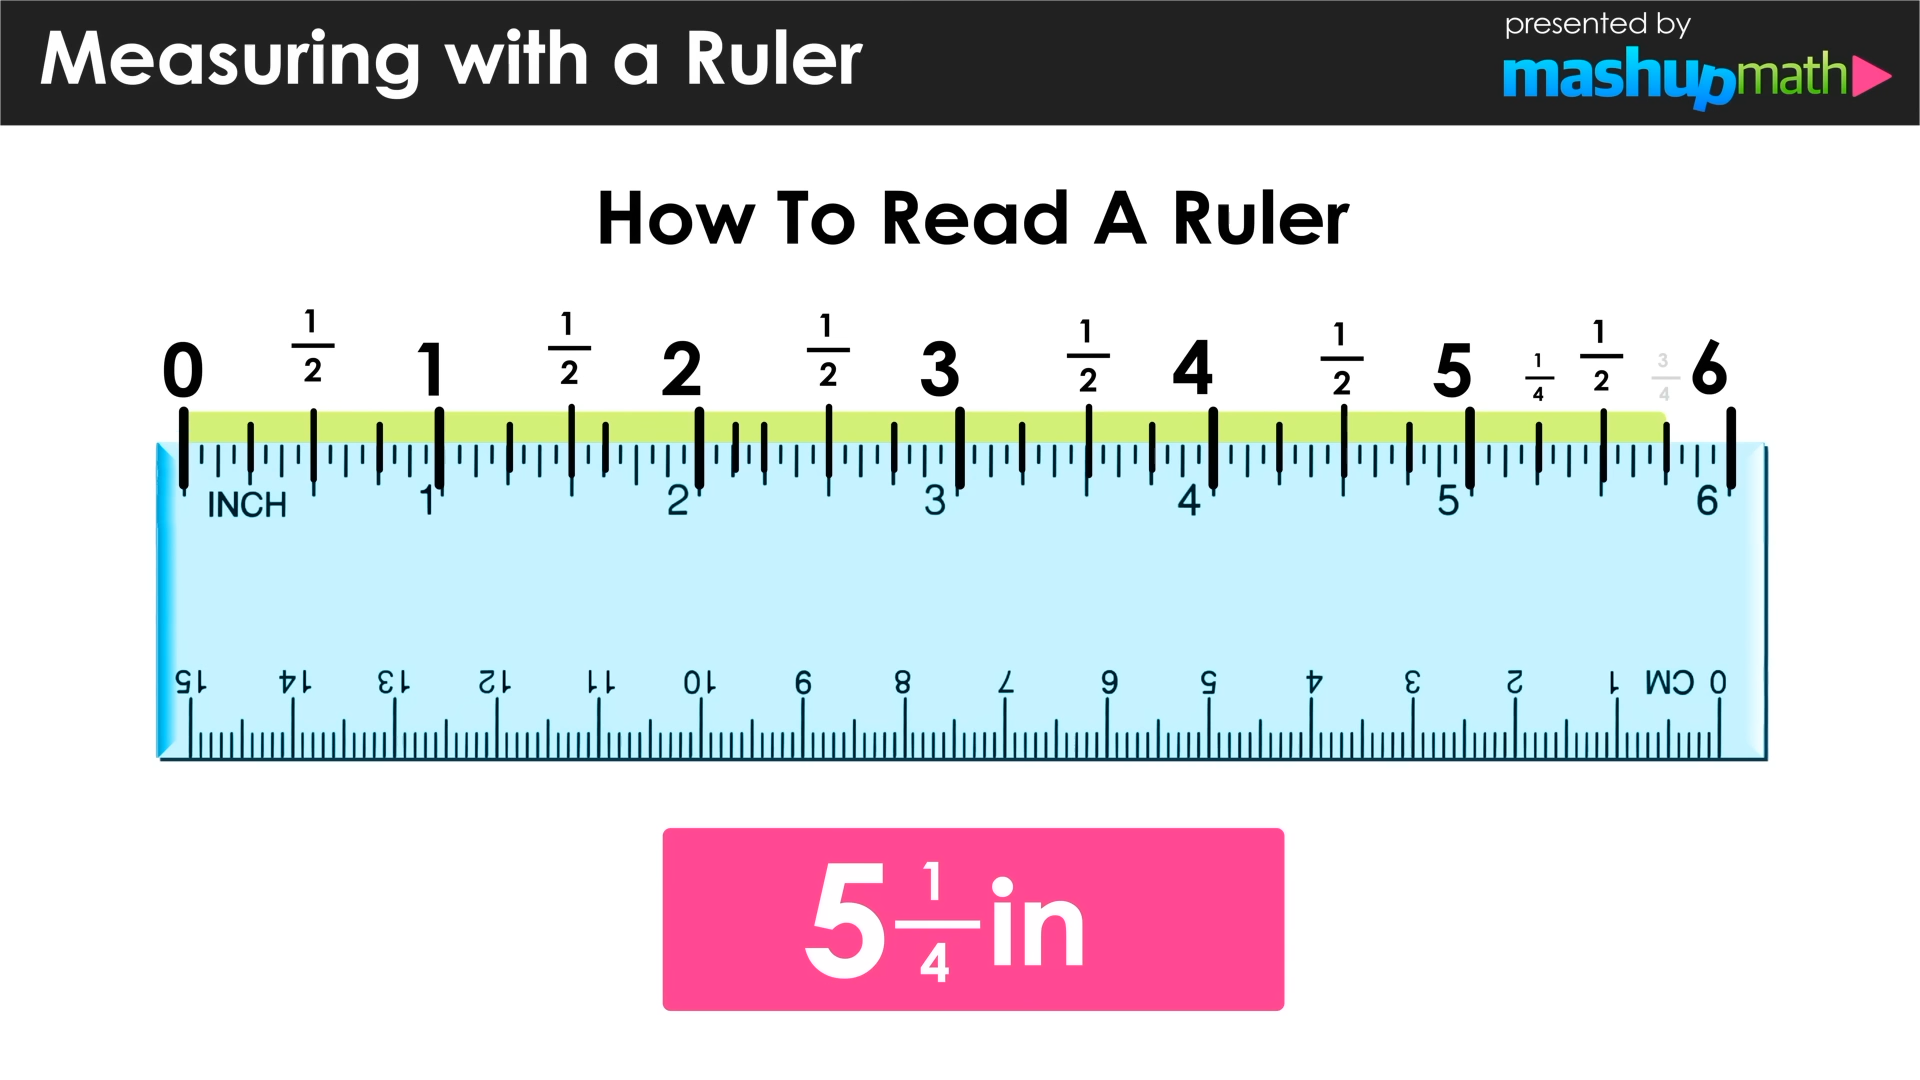 Measuring with a Ruler
presented by
mashupmath
How To Read A Ruler
0 1/2 1 1/2 2 1/2 3 1/2 4 1/2 5 1/4 1/2 3/4 6
INCH 1 2 3 4 5 6
15 14 13 12 11 10 9 8 7 6 5 4 3 2 1 CM 0
5 1/4 in